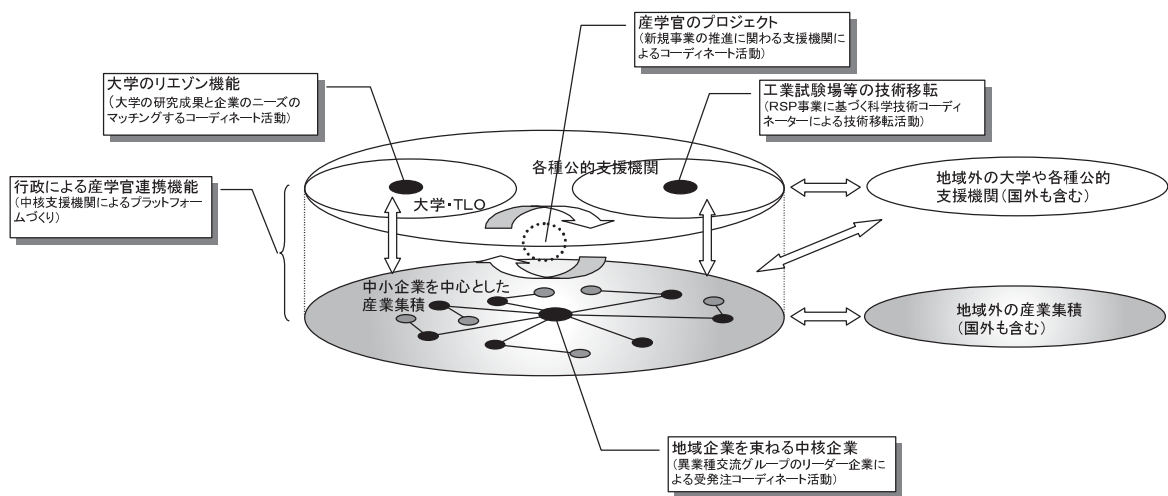 産学官のプロジェクト
(新規事業の推進に関わる支援機関に
よるコーディネート活動)
大学のリエゾン機能
(大学の研究成果と企業のニーズの
マッチングするコーディネート活動)
工業試験場等の技術移転
(RSP事業に基づく科学技術コーディ
ネーターによる技術移転活動)
行政による産学官連携機能
(中核支援機関によるプラットフォー
ムづくり)
各種公的支援機関
大学・TLO
地域外の大学や各種公的
支援機関(国外も含む)
中小企業を中心とした
産業集積
地域外の産業集積
(国外も含む)
地域企業を束ねる中核企業
(異業種交流グループのリーダー企業によ
る受発注コーディネート活動)